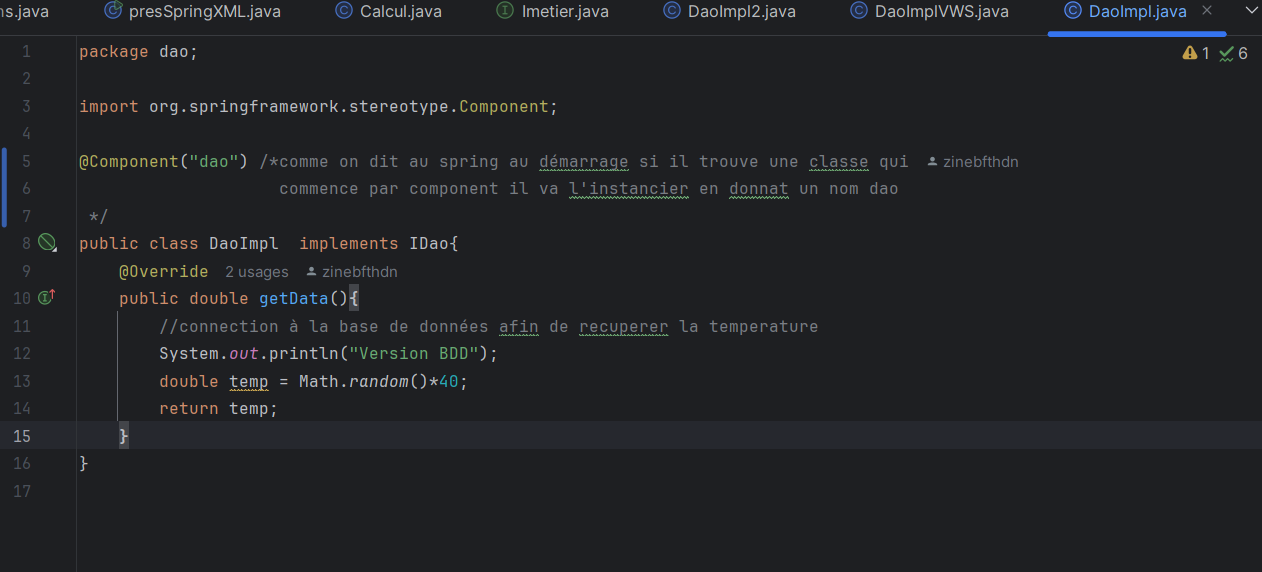 ns.java presSpringXML.java Calcul.java Imetier.java DaoImpl2.java DaoImplVWS.java DaoImpl.java
1 package dao; 1 6
2
3 import org.springframework.stereotype.Component;
4
5 @Component("dao") /*comme on dit au spring au démarrage si il trouve une classe qui zinebfthdn
6 commence par component il va l'instancier en donnat un nom dao
7 */
8 public class DaoImpl implements IDao{
9 @Override 2 usages zinebfthdn
10 public double getData(){
11 //connection à la base de données afin de recuperer la temperature
12 System.out.println("Version BDD");
13 double temp = Math.random()*40;
14 return temp;
15 }
16 }
17